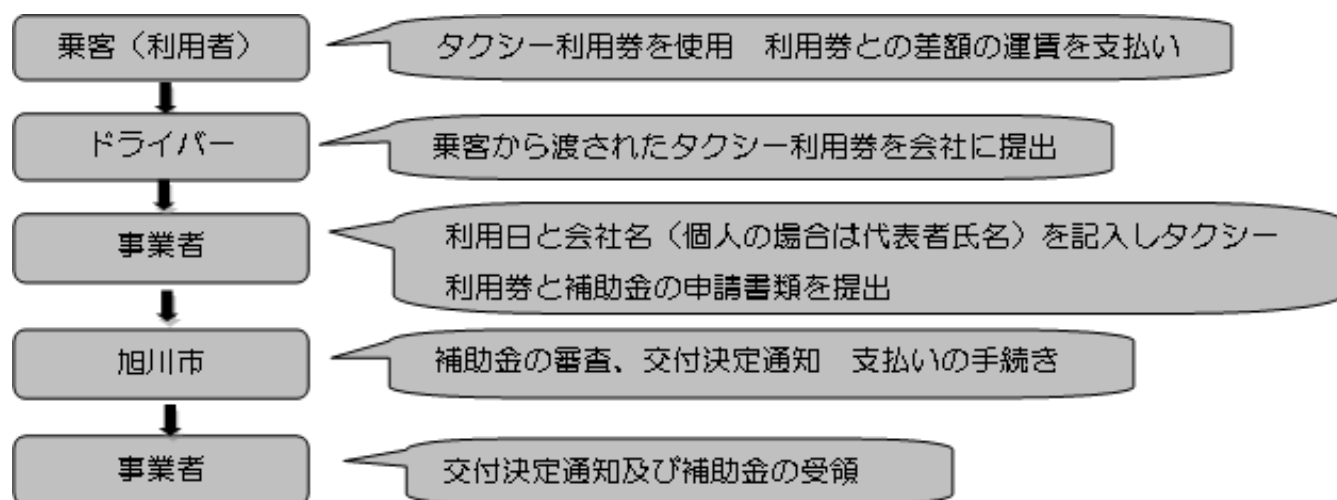 乗客（利用者）
タクシー利用券を使用　利用券との差額の運賃を支払い
ドライバー
乗客から渡されたタクシー利用券を会社に提出
事業者
利用日と会社名（個人の場合は代表者氏名）を記入しタクシー
利用券と補助金の申請書類を提出
旭川市
補助金の審査、交付決定通知　支払いの手続き
事業者
交付決定通知及び補助金の受領